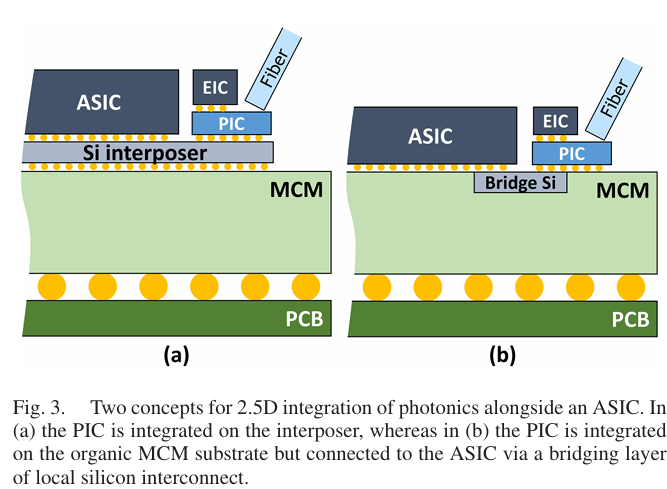 ASIC
EIC
Fiber
PIC
Si interposer
MCM
PCB
(a)
ASIC
EIC
Fiber
PIC
Bridge Si
MCM
PCB
(b)
Fig. 3. Two concepts for 2.5D integration of photonics alongside an ASIC. In
(a) the PIC is integrated on the interposer, whereas in (b) the PIC is integrated
on the organic MCM substrate but connected to the ASIC via a bridging layer
of local silicon interconnect.